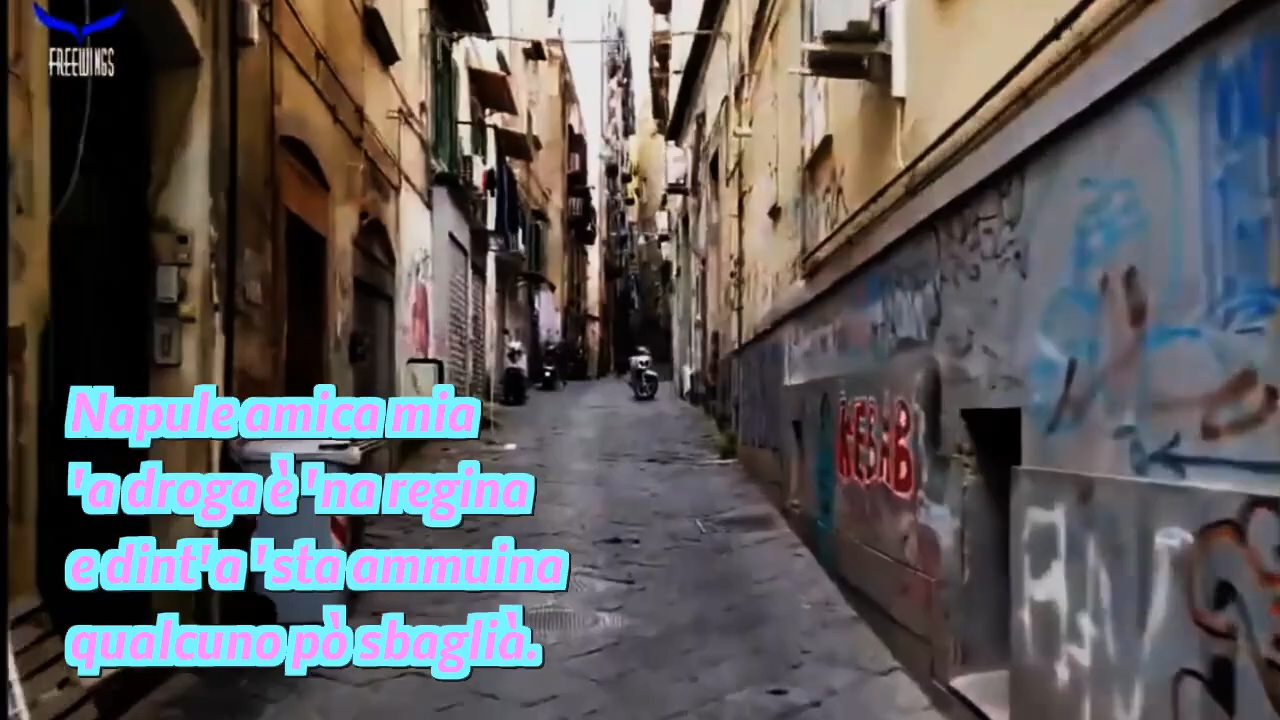 FREEWINGS
Napule amica mia
'a droga è 'na regina
e dint'a 'sta ammuina
qualcuno pò sbaglià.
KEBAB